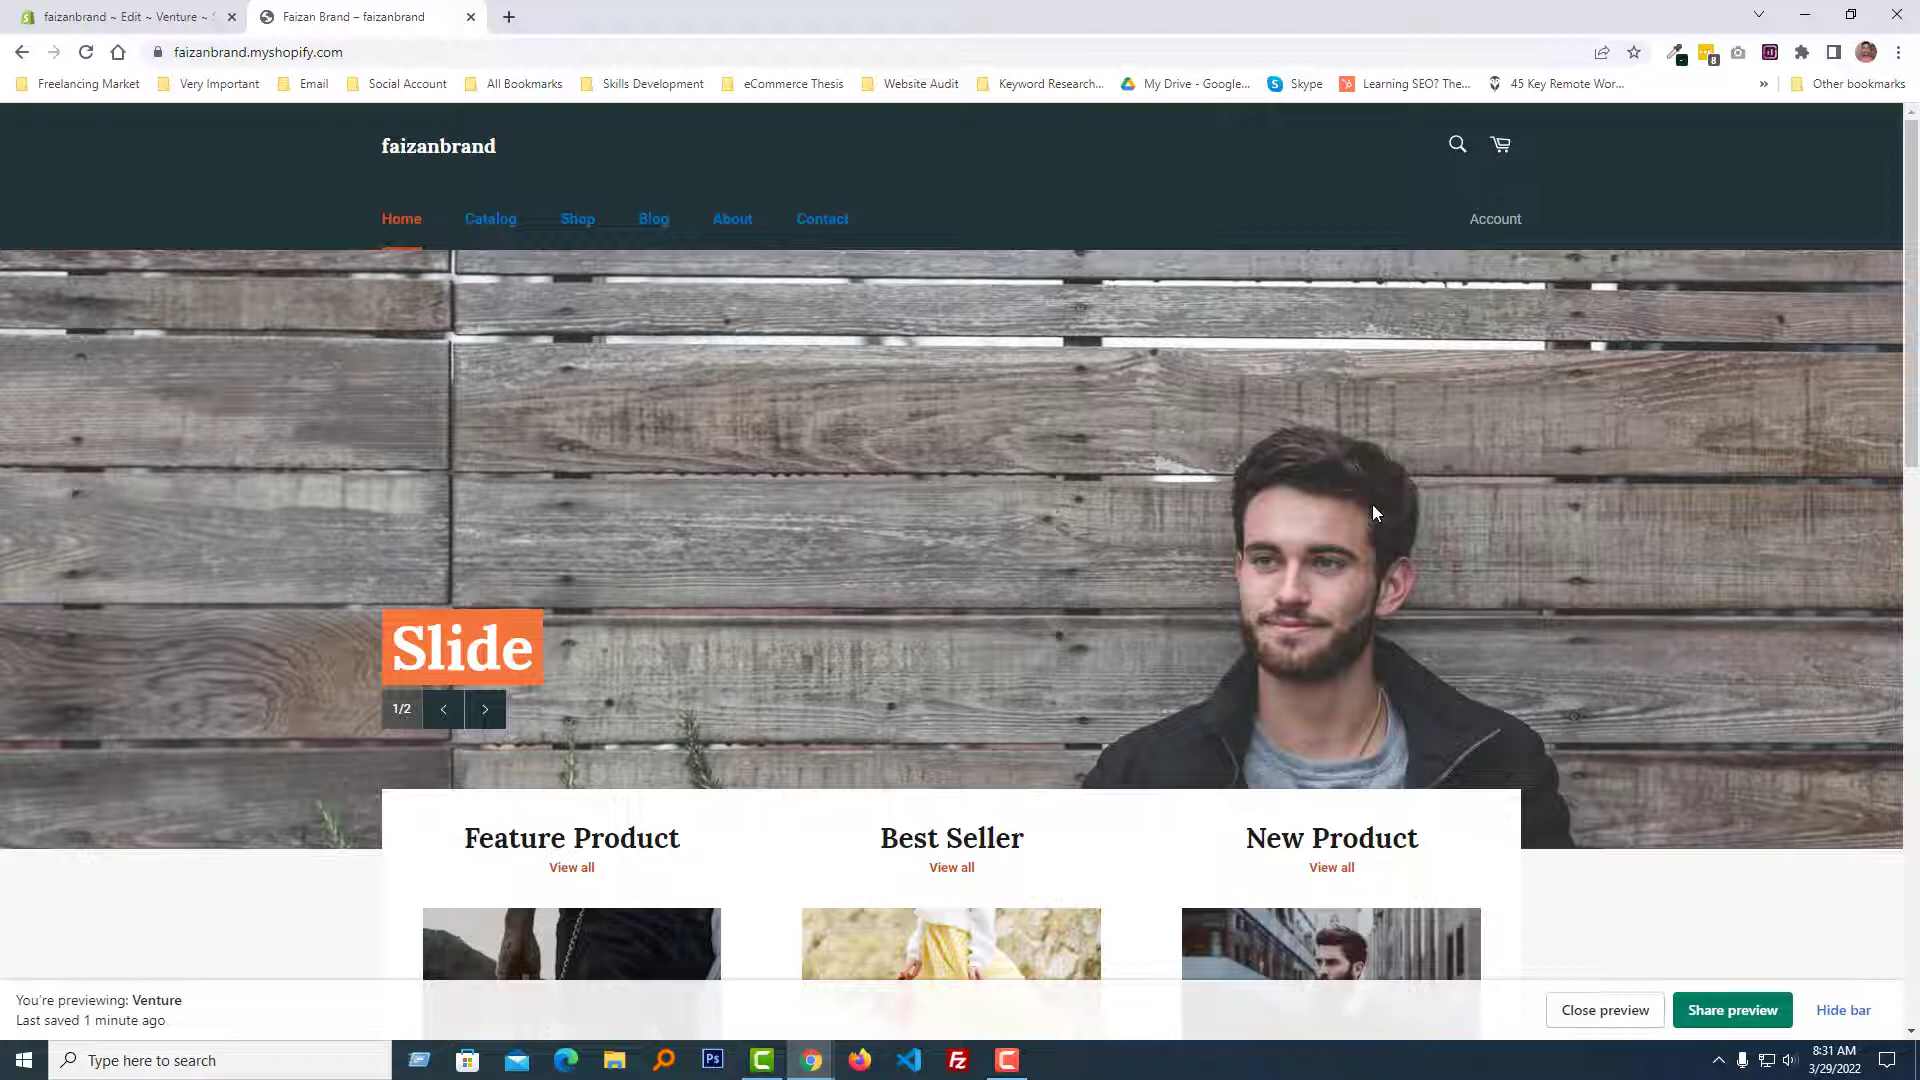 faizanbrand ~ Edit ~ Venture ~
Faizan Brand – faizanbrand
faizanbrand.myshopify.com
8
Freelancing Market
Very Important
Email
Social Account
All Bookmarks
Skills Development
eCommerce Thesis
Website Audit
Keyword Research...
My Drive - Google...
Skype
Learning SEO? The...
45 Key Remote Wor...
»
Other bookmarks
faizanbrand
Home
Catalog
Shop
Blog
About
Contact
Account
Slide
1/2
Feature Product
View all
Best Seller
View all
New Product
View all
You're previewing: Venture
Last saved 1 minute ago
Close preview
Share preview
Hide bar
Type here to search
Ps
Fz
8:31 AM
3/29/2022